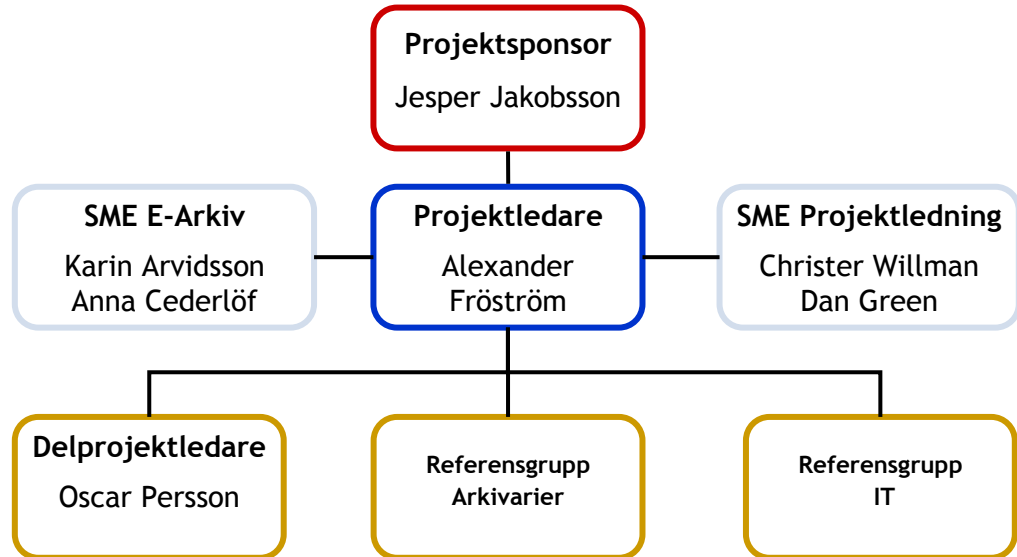 Projektsponsor
Jesper Jakobsson
SME E-Arkiv
Karin Arvidsson
Anna Cederlöf
Projektledare
Alexander
Fröström
SME Projektledning
Christer Willman
Dan Green
Delprojektledare
Oscar Persson
Referensgrupp
Arkivarier
Referensgrupp
IT